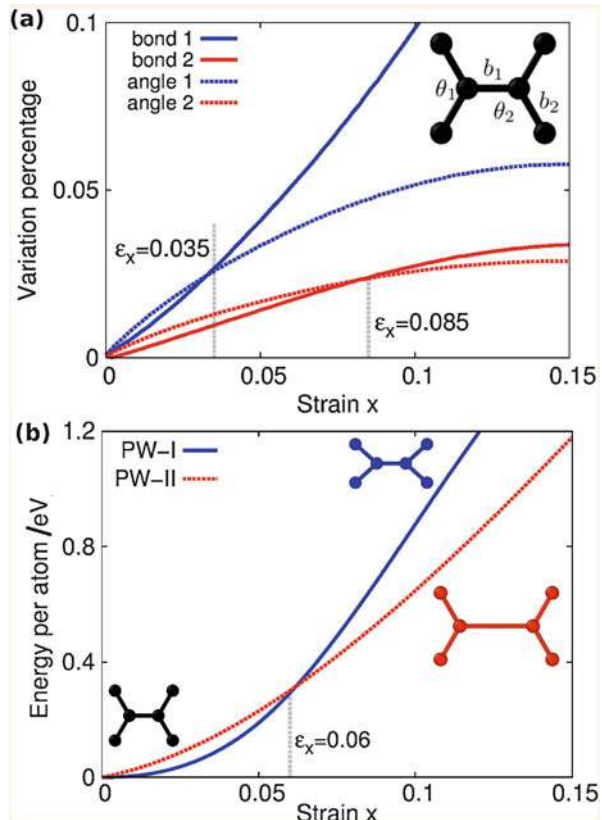 (a)
0.1
bond 1
bond 2
angle 1
angle 2
b₁
θ₁
θ₂
b₂
Variation percentage
0.05
εₓ=0.035
εₓ=0.085
0
0 0.05 0.1 0.15
Strain x
(b)
1.2
PW-I
PW-II
Energy per atom /eV
0.8
0.4
εₓ=0.06
0
0 0.05 0.1 0.15
Strain x